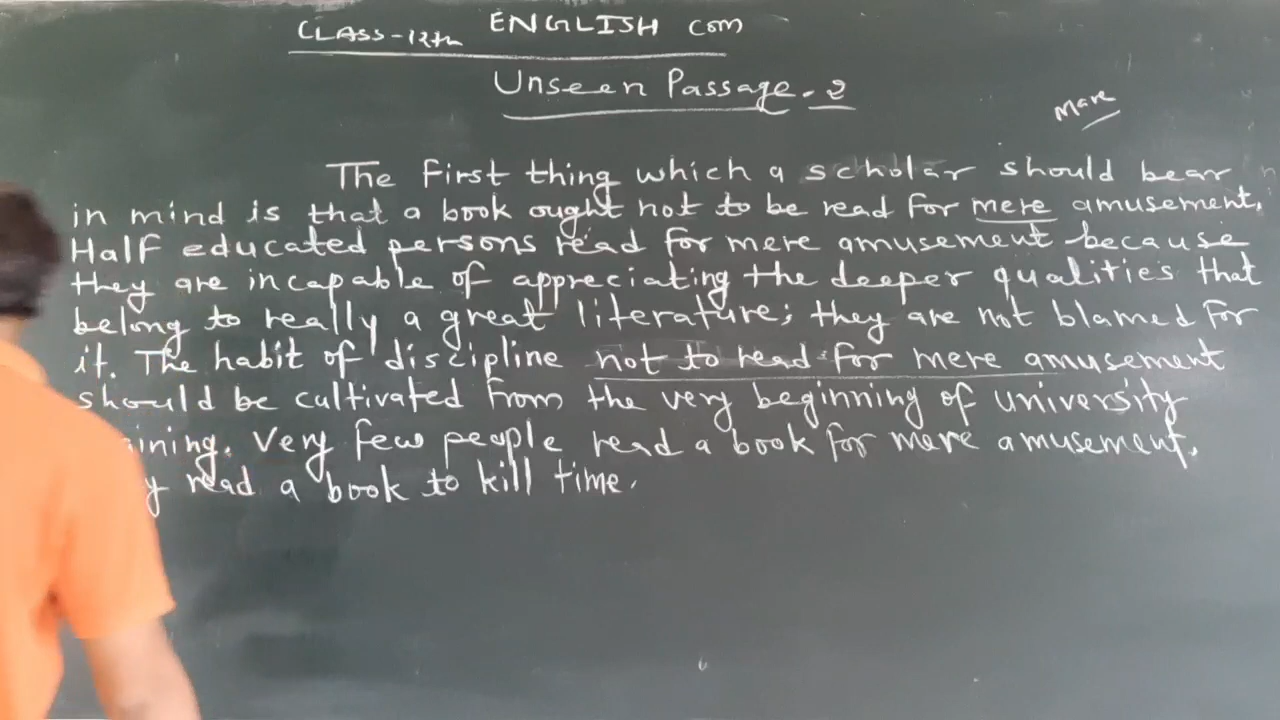 CLASS-12th ENGLISH COM
Unseen Passage-2
Mere
The first thing which a scholar should bear
in mind is that a book ought not to be read for mere amusement.
Half educated persons read for mere amusement because
they are incapable of appreciating the deeper qualities that
belong to really a great literature; they are not blamed for
it. The habit of discipline not to read for mere amusement
should be cultivated from the very beginning of university
ining. Very few people read a book for mere amusement.
y read a book to kill time.